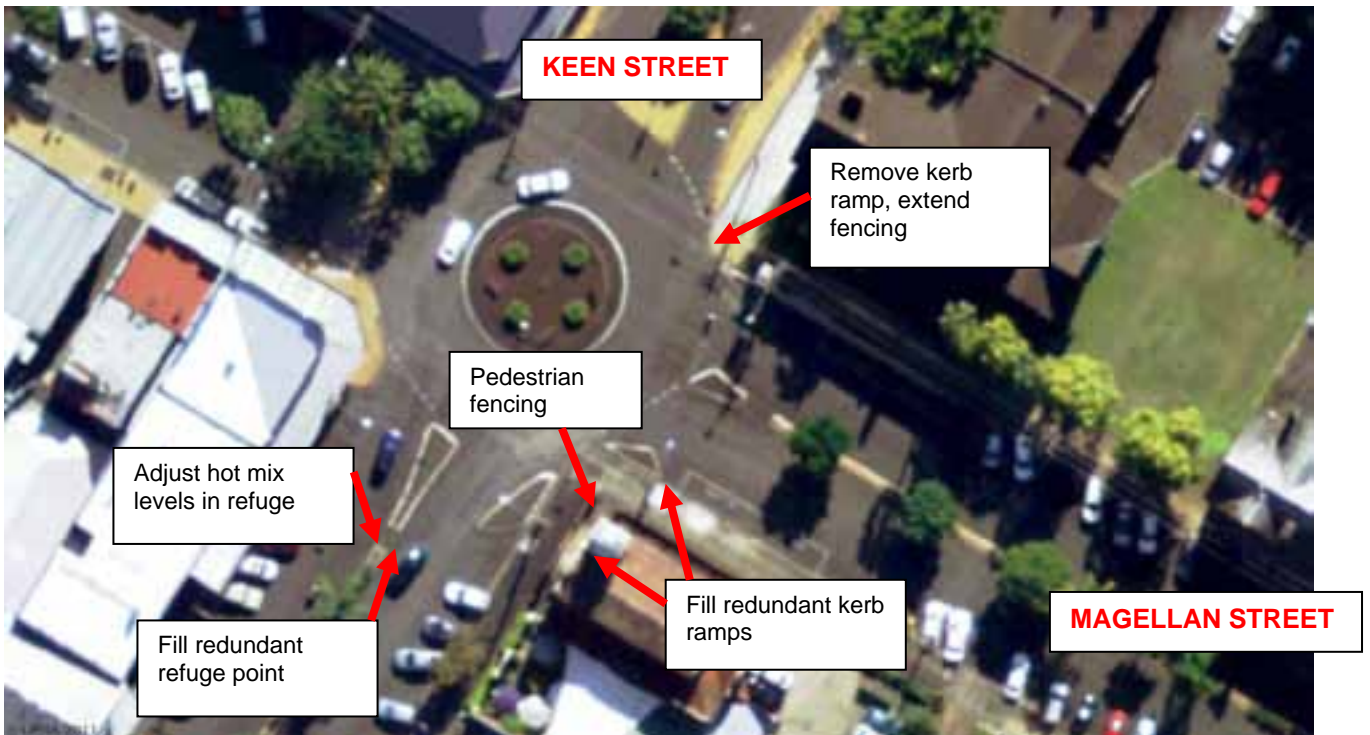 KEEN STREET
Remove kerb
ramp, extend
fencing
Pedestrian
fencing
Adjust hot mix
levels in refuge
Fill redundant
refuge point
Fill redundant kerb
ramps
MAGELLAN STREET